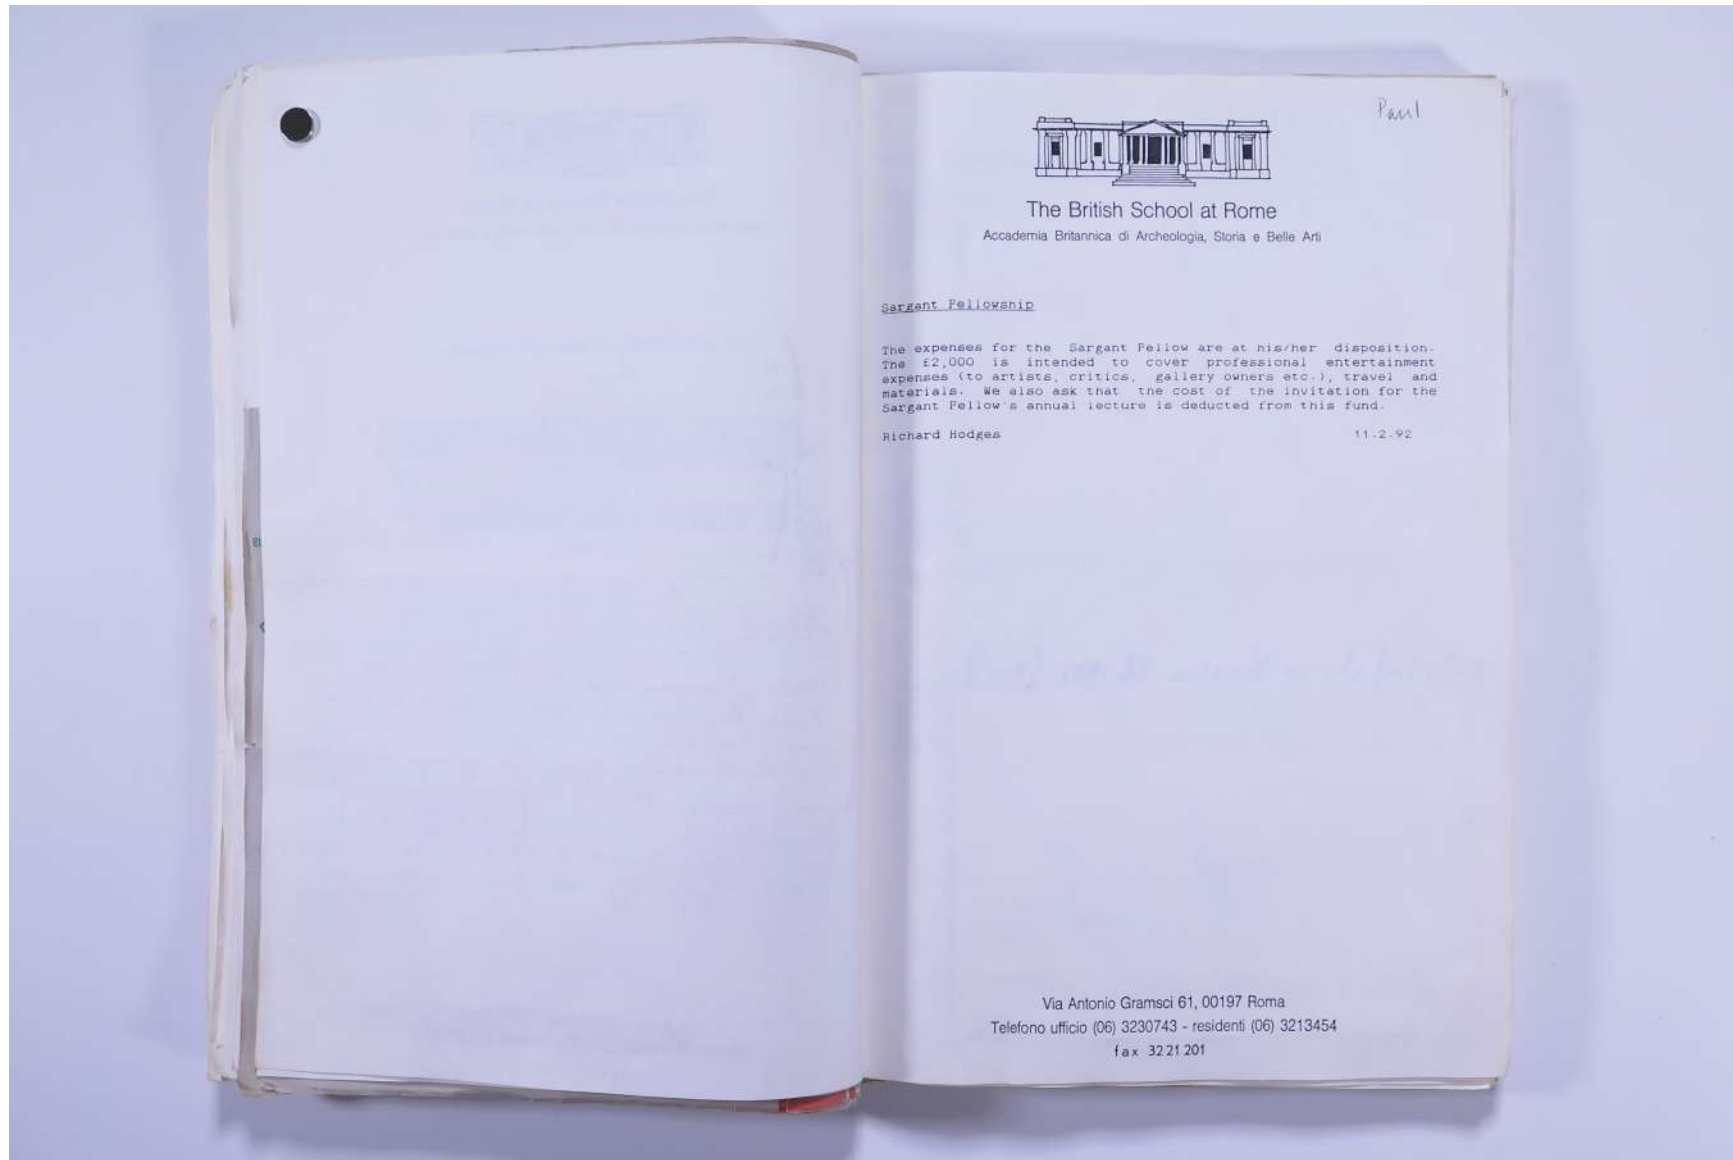 Paul
The British School at Rome
Accademia Britannica di Archeologia, Storia e Belle Arti
Sargant Fellowship
The expenses for the Sargant Fellow are at his/her disposition.
The £2,000 is intended to cover professional entertainment
expenses (to artists, critics, gallery owners etc.), travel and
materials. We also ask that the cost of the invitation for the
Sargant Fellow's annual lecture is deducted from this fund.
Richard Hodges 11.2.92
Via Antonio Gramsci 61, 00197 Roma
Telefono ufficio (06) 3230743 - residenti (06) 3213454
fax 3221201